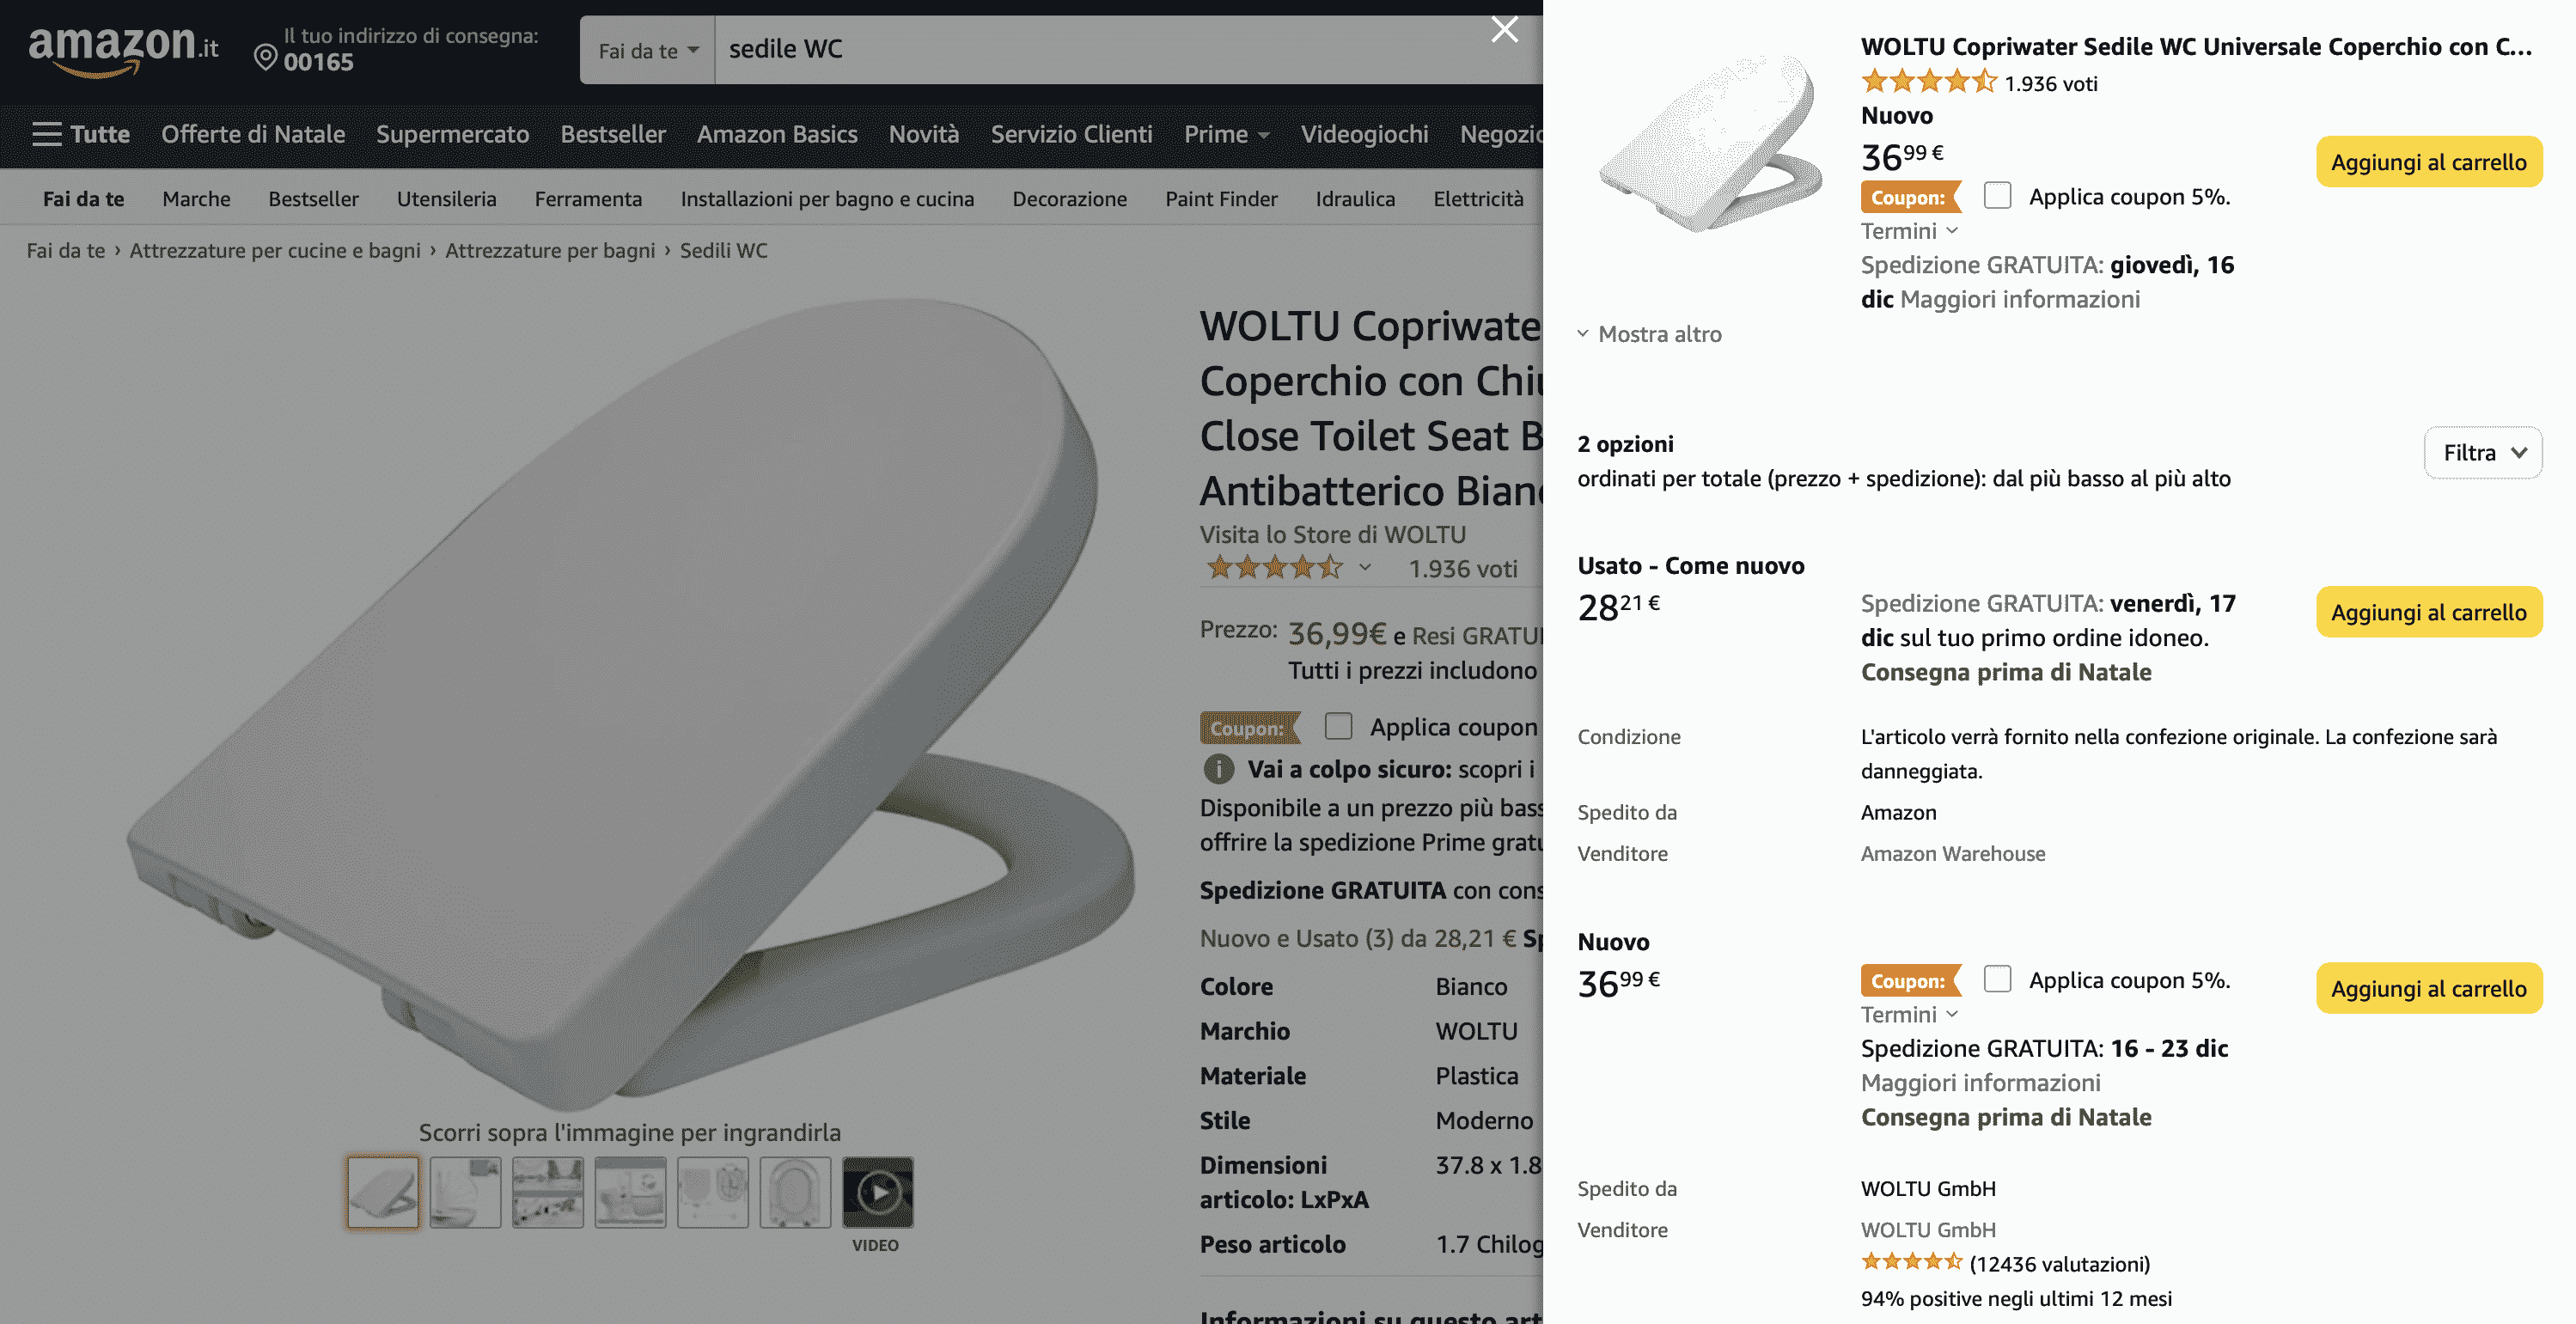 amazon.it
Il tuo indirizzo di consegna:
00165
Fai da te
sedile WC
Tutte
Offerte di Natale
Supermercato
Bestseller
Amazon Basics
Novità
Servizio Clienti
Prime
Videogiochi
Negozio
Fai da te
Marche
Bestseller
Utensileria
Ferramenta
Installazioni per bagno e cucina
Decorazione
Paint Finder
Idraulica
Elettricità
Fai da te › Attrezzature per cucine e bagni › Attrezzature per bagni › Sedili WC
Scorri sopra l'immagine per ingrandirla
VIDEO
WOLTU Copriwater
Coperchio con Chiu
Close Toilet Seat B
Antibatterico Bianc
Visita lo Store di WOLTU
1.936 voti
Prezzo: 36,99€ e Resi GRATUI
Tutti i prezzi includono
Coupon: Applica coupon
Vai a colpo sicuro: scopri i
Disponibile a un prezzo più bass
offrire la spedizione Prime gratu
Spedizione GRATUITA con cons
Nuovo e Usato (3) da 28,21 € Sp
Colore Bianco
Marchio WOLTU
Materiale Plastica
Stile Moderno
Dimensioni 37.8 x 1.8
articolo: LxPxA
Peso articolo 1.7 Chilog
Informazioni su questo art
WOLTU Copriwater Sedile WC Universale Coperchio con C...
1.936 voti
Nuovo
36 99 €
Aggiungi al carrello
Coupon: Applica coupon 5%.
Termini
Spedizione GRATUITA: giovedì, 16
dic Maggiori informazioni
Mostra altro
2 opzioni
Filtra
ordinati per totale (prezzo + spedizione): dal più basso al più alto
Usato - Come nuovo
28 21 €
Spedizione GRATUITA: venerdì, 17
dic sul tuo primo ordine idoneo.
Consegna prima di Natale
Aggiungi al carrello
Condizione
L'articolo verrà fornito nella confezione originale. La confezione sarà
danneggiata.
Spedito da Amazon
Venditore Amazon Warehouse
Nuovo
36 99 €
Coupon: Applica coupon 5%.
Aggiungi al carrello
Termini
Spedizione GRATUITA: 16 - 23 dic
Maggiori informazioni
Consegna prima di Natale
Spedito da WOLTU GmbH
Venditore WOLTU GmbH
(12436 valutazioni)
94% positive negli ultimi 12 mesi